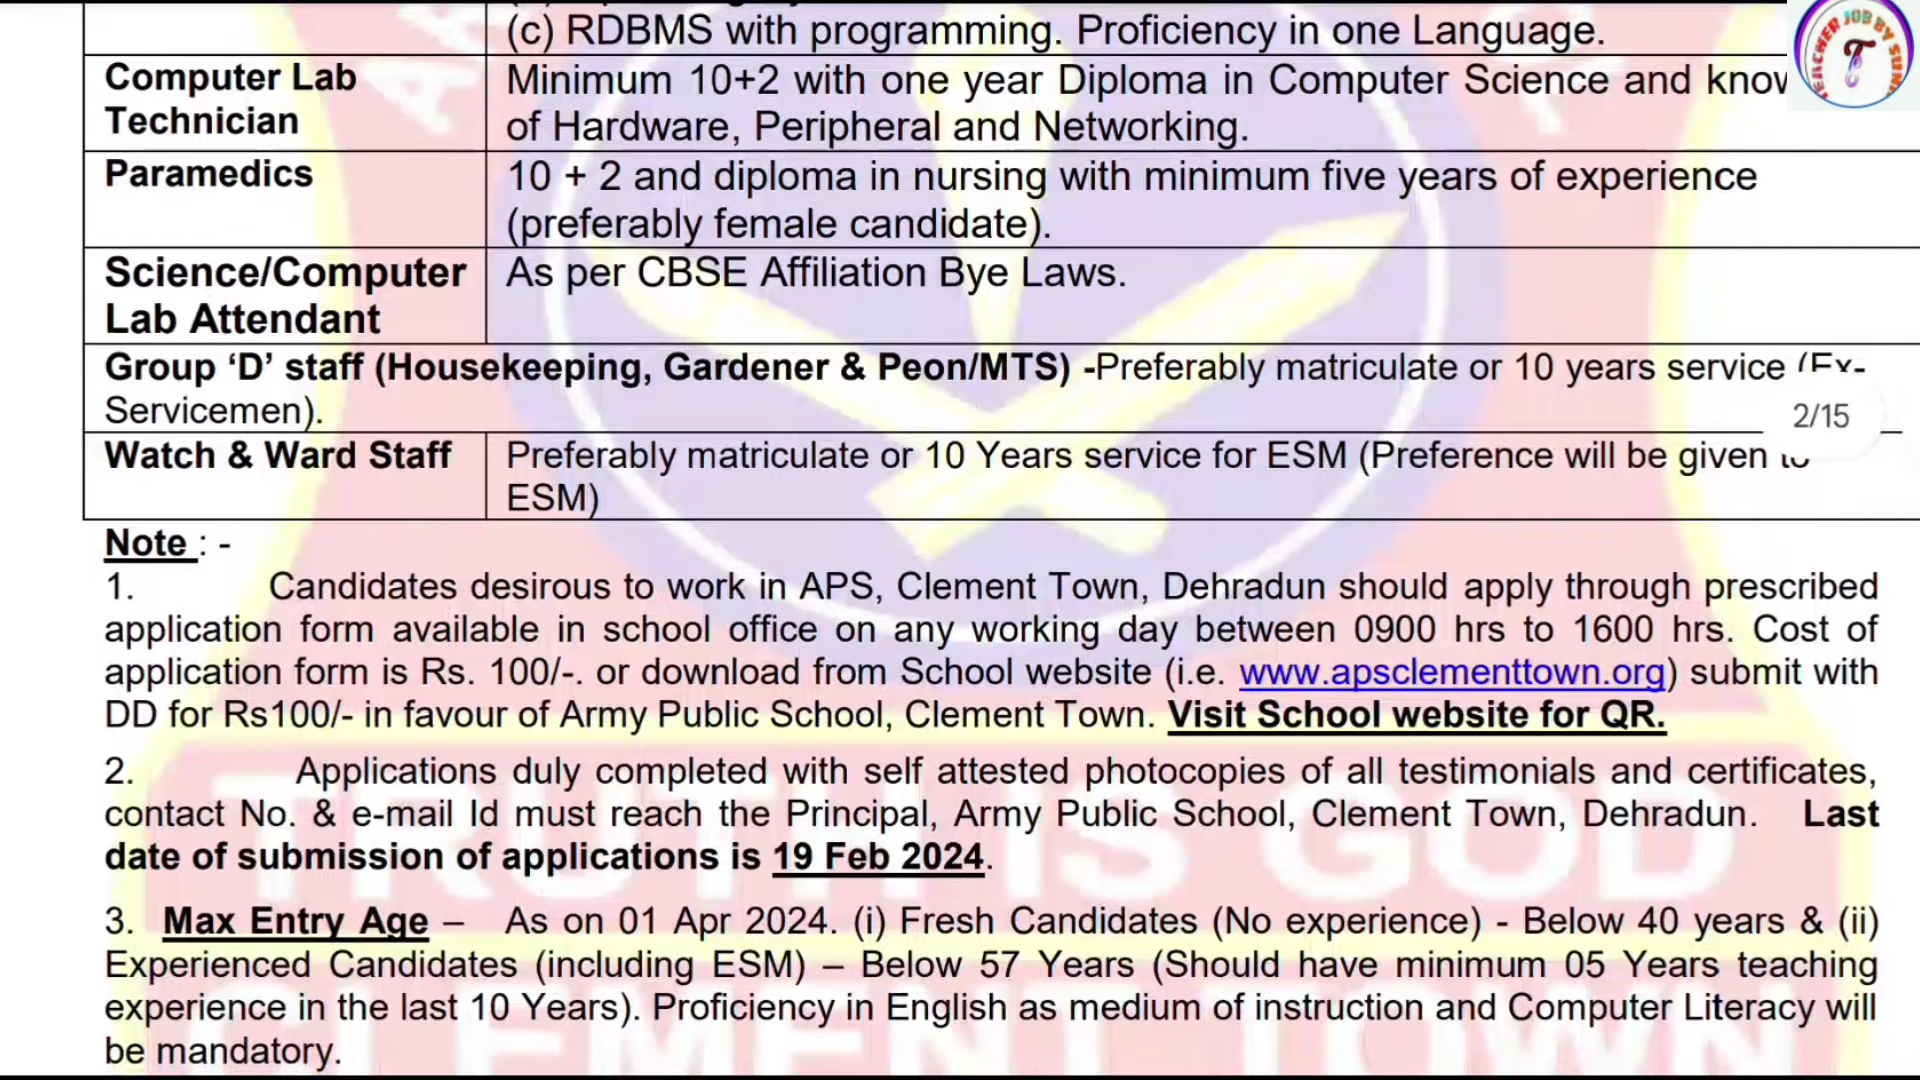 (c) RDBMS with programming. Proficiency in one Language.
Computer Lab Technician
Minimum 10+2 with one year Diploma in Computer Science and know
of Hardware, Peripheral and Networking.
Paramedics
10 + 2 and diploma in nursing with minimum five years of experience
(preferably female candidate).
Science/Computer Lab Attendant
As per CBSE Affiliation Bye Laws.
Group ‘D’ staff (Housekeeping, Gardener & Peon/MTS) -Preferably matriculate or 10 years service (Ex-
Servicemen).
2/15
Watch & Ward Staff
Preferably matriculate or 10 Years service for ESM (Preference will be given to
ESM)
Note : -
1. Candidates desirous to work in APS, Clement Town, Dehradun should apply through prescribed
application form available in school office on any working day between 0900 hrs to 1600 hrs. Cost of
application form is Rs. 100/-. or download from School website (i.e. www.apsclementtown.org) submit with
DD for Rs100/- in favour of Army Public School, Clement Town. Visit School website for QR.
2. Applications duly completed with self attested photocopies of all testimonials and certificates,
contact No. & e-mail Id must reach the Principal, Army Public School, Clement Town, Dehradun. Last
date of submission of applications is 19 Feb 2024.
3. Max Entry Age – As on 01 Apr 2024. (i) Fresh Candidates (No experience) - Below 40 years & (ii)
Experienced Candidates (including ESM) – Below 57 Years (Should have minimum 05 Years teaching
experience in the last 10 Years). Proficiency in English as medium of instruction and Computer Literacy will
be mandatory.
TRUTH IS GOD
CLEMENT TOWN
JOB BY